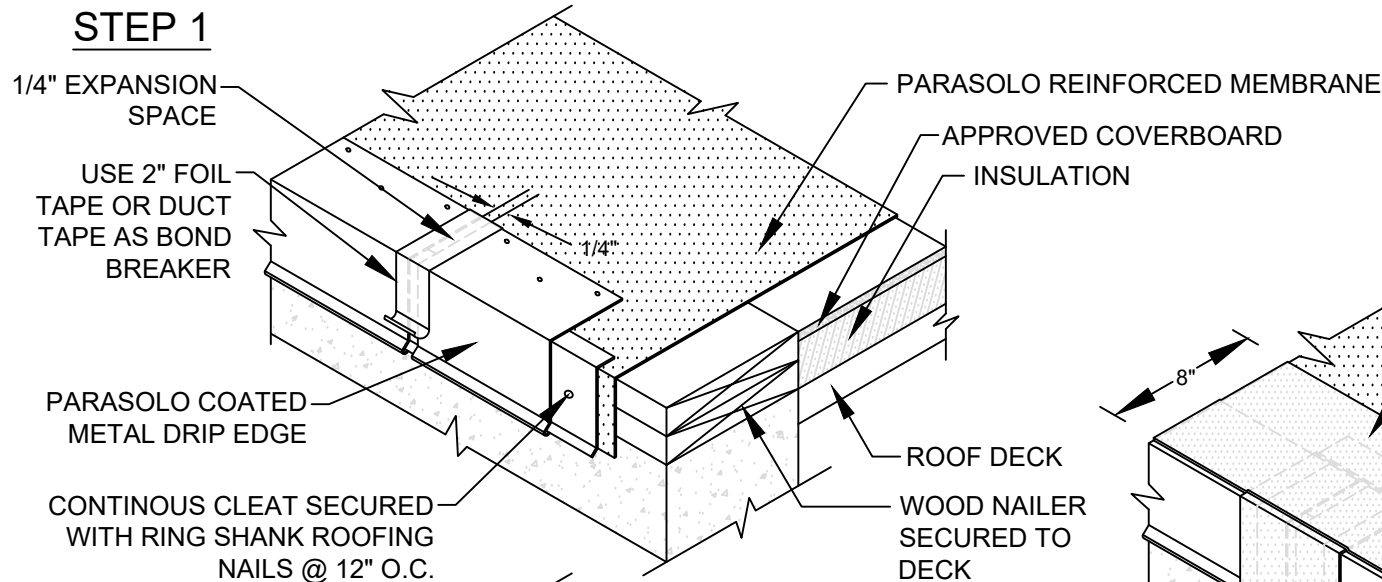 STEP 1
1/4" EXPANSION
SPACE
USE 2" FOIL
TAPE OR DUCT
TAPE AS BOND
BREAKER
PARASOLO COATED
METAL DRIP EDGE
CONTINOUS CLEAT SECURED
WITH RING SHANK ROOFING
NAILS @ 12" O.C.
1/4"
PARASOLO REINFORCED MEMBRANE
APPROVED COVERBOARD
INSULATION
ROOF DECK
WOOD NAILER
SECURED TO
DECK
8"